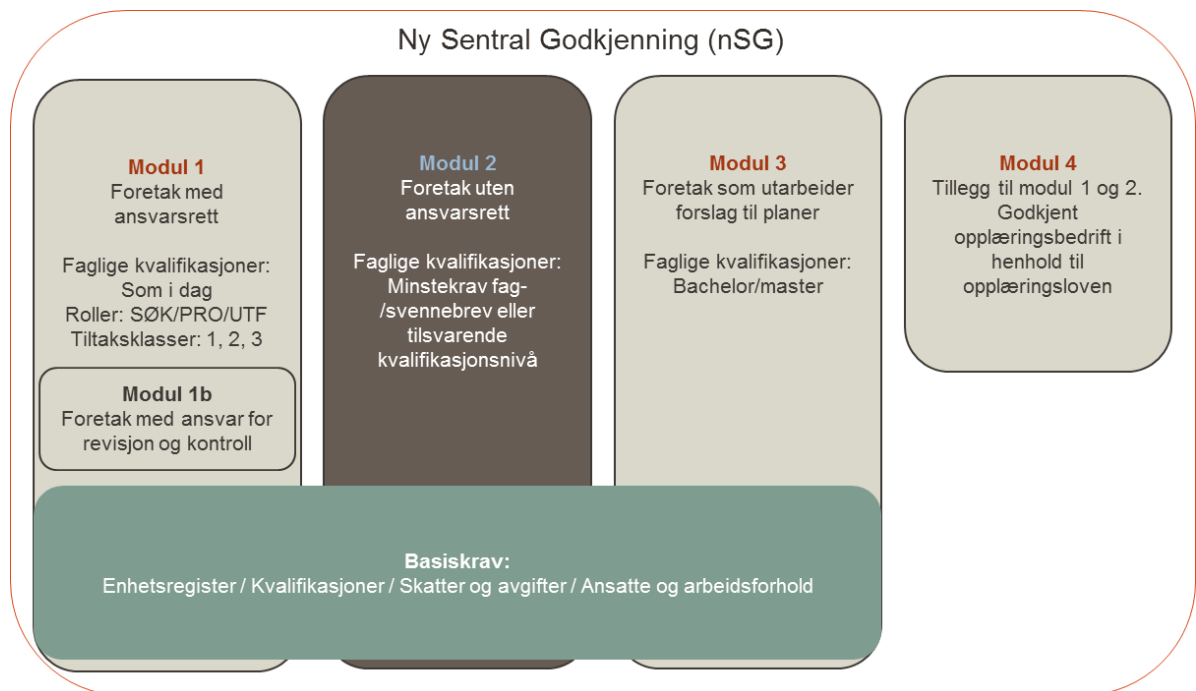 Ny Sentral Godkjenning (nSG)
Modul 1
Foretak med
ansvarsrett
Faglige kvalifikasjoner:
Som i dag
Roller: SØK/PRO/UTF
Tiltaksklasser: 1, 2, 3
Modul 1b
Foretak med ansvar for
revisjon og kontroll
Modul 2
Foretak uten
ansvarsrett
Faglige kvalifikasjoner:
Minstekrav fag-
/svennebrev eller
tilsvarende
kvalifikasjonsnivå
Modul 3
Foretak som utarbeider
forslag til planer
Faglige kvalifikasjoner:
Bachelor/master
Modul 4
Tillegg til modul 1 og 2.
Godkjent
opplæringsbedrift i
henhold til
opplæringsloven
Basiskrav:
Enhetsregister / Kvalifikasjoner / Skatter og avgifter / Ansatte og arbeidsforhold